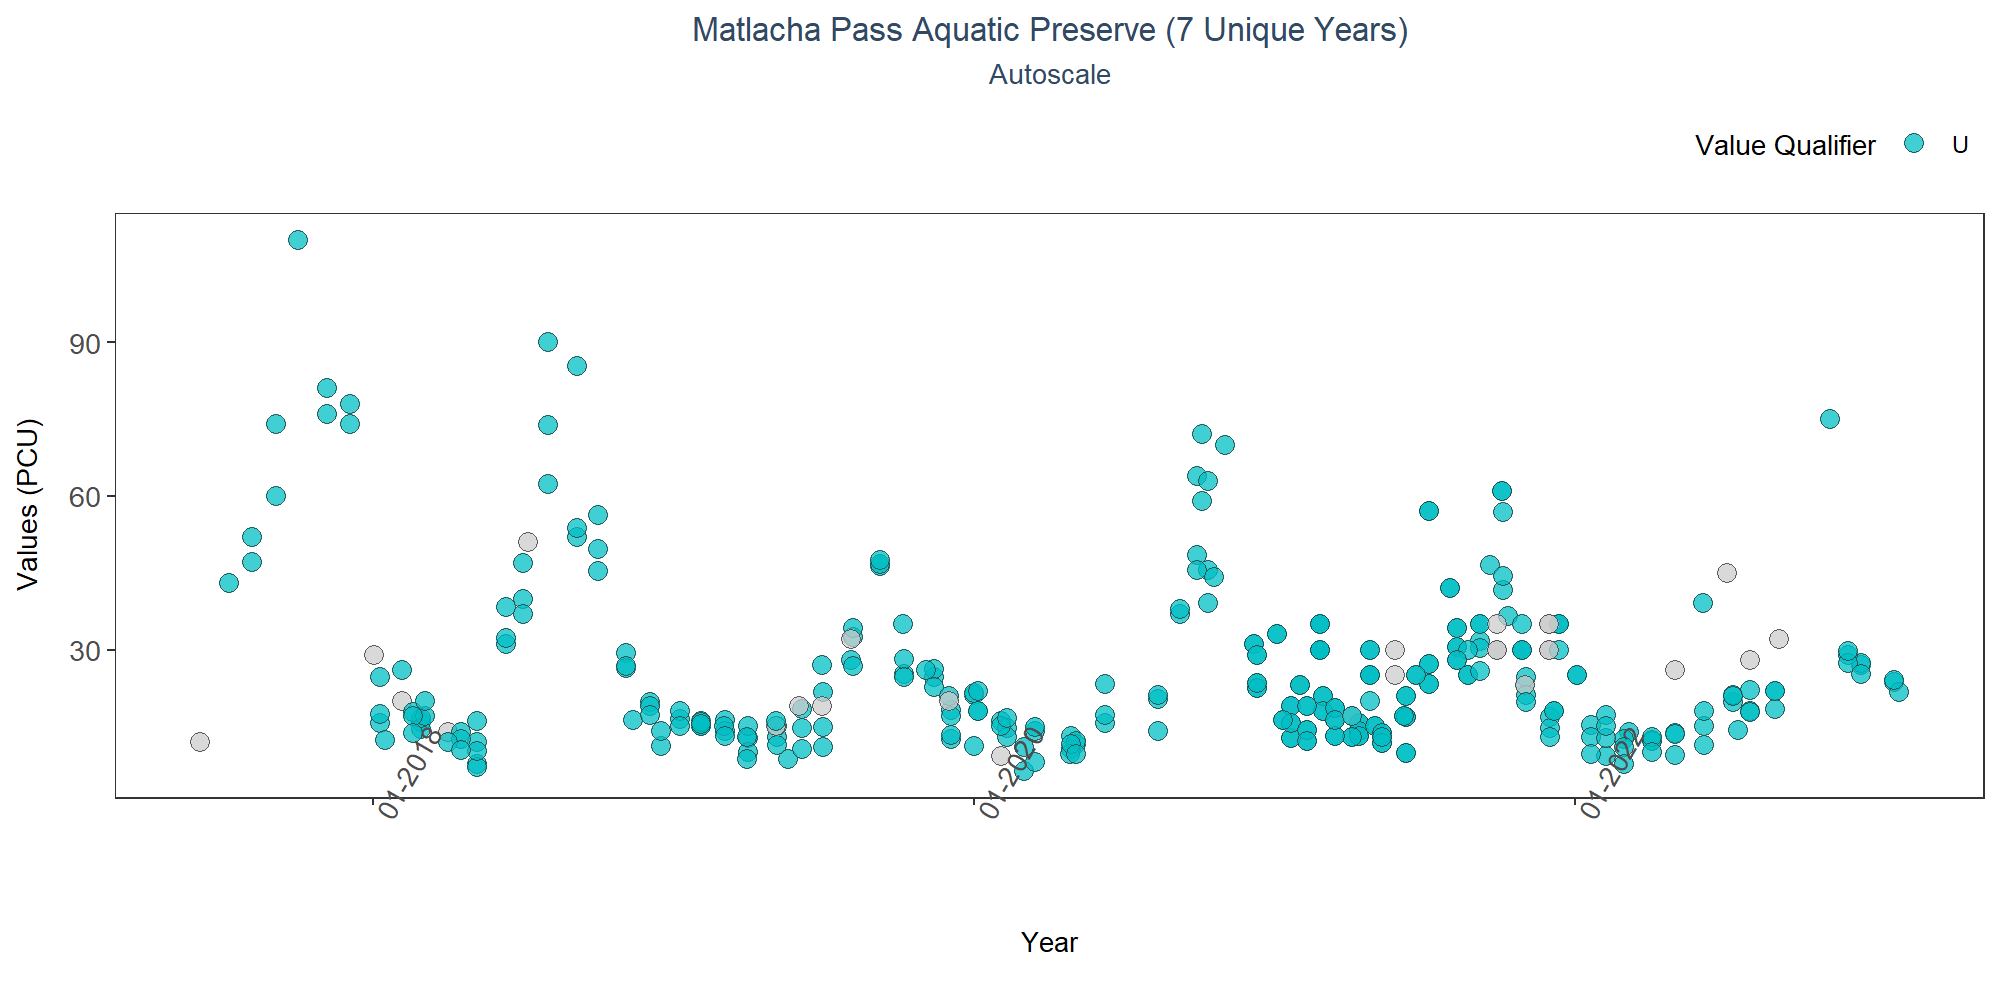 Matlacha Pass Aquatic Preserve (7 Unique Years)
Autoscale
Value Qualifier U
Values (PCU)
90
60
30
01-2018
01-2020
01-2022
Year